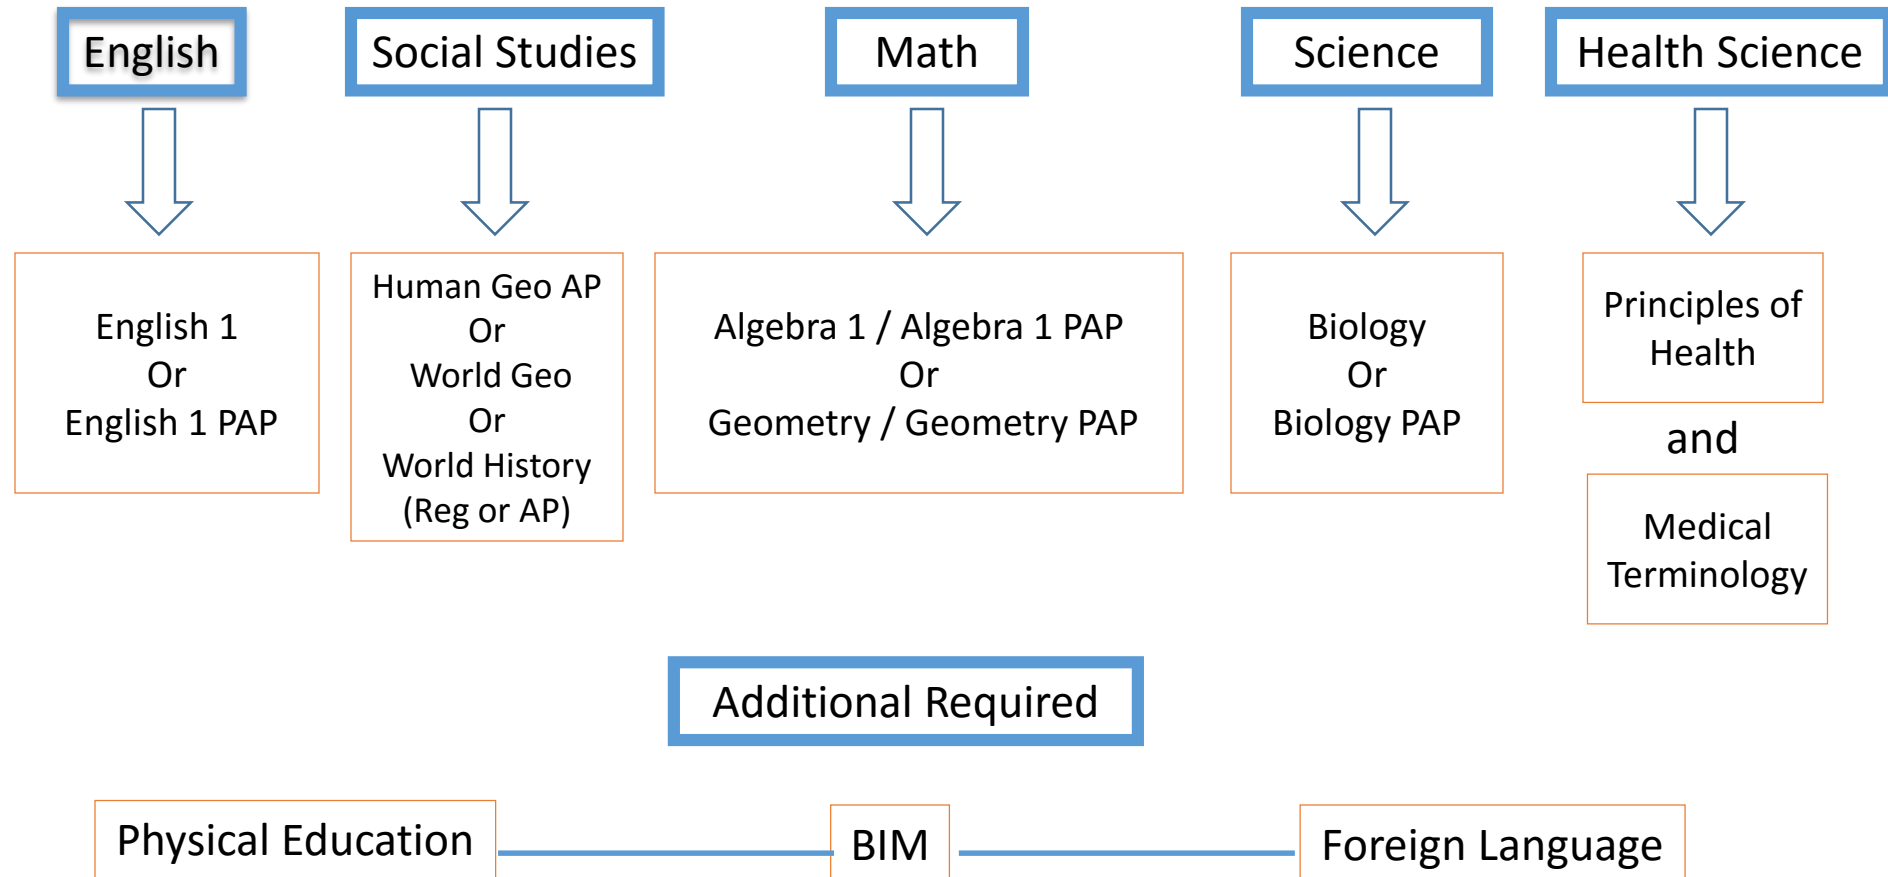 English
Social Studies
Math
Science
Health Science
English 1
Or
English 1 PAP
Human Geo AP
Or
World Geo
Or
World History
(Reg or AP)
Algebra 1 / Algebra 1 PAP
Or
Geometry / Geometry PAP
Biology
Or
Biology PAP
Principles of
Health
and
Medical
Terminology
Additional Required
Physical Education
BIM
Foreign Language